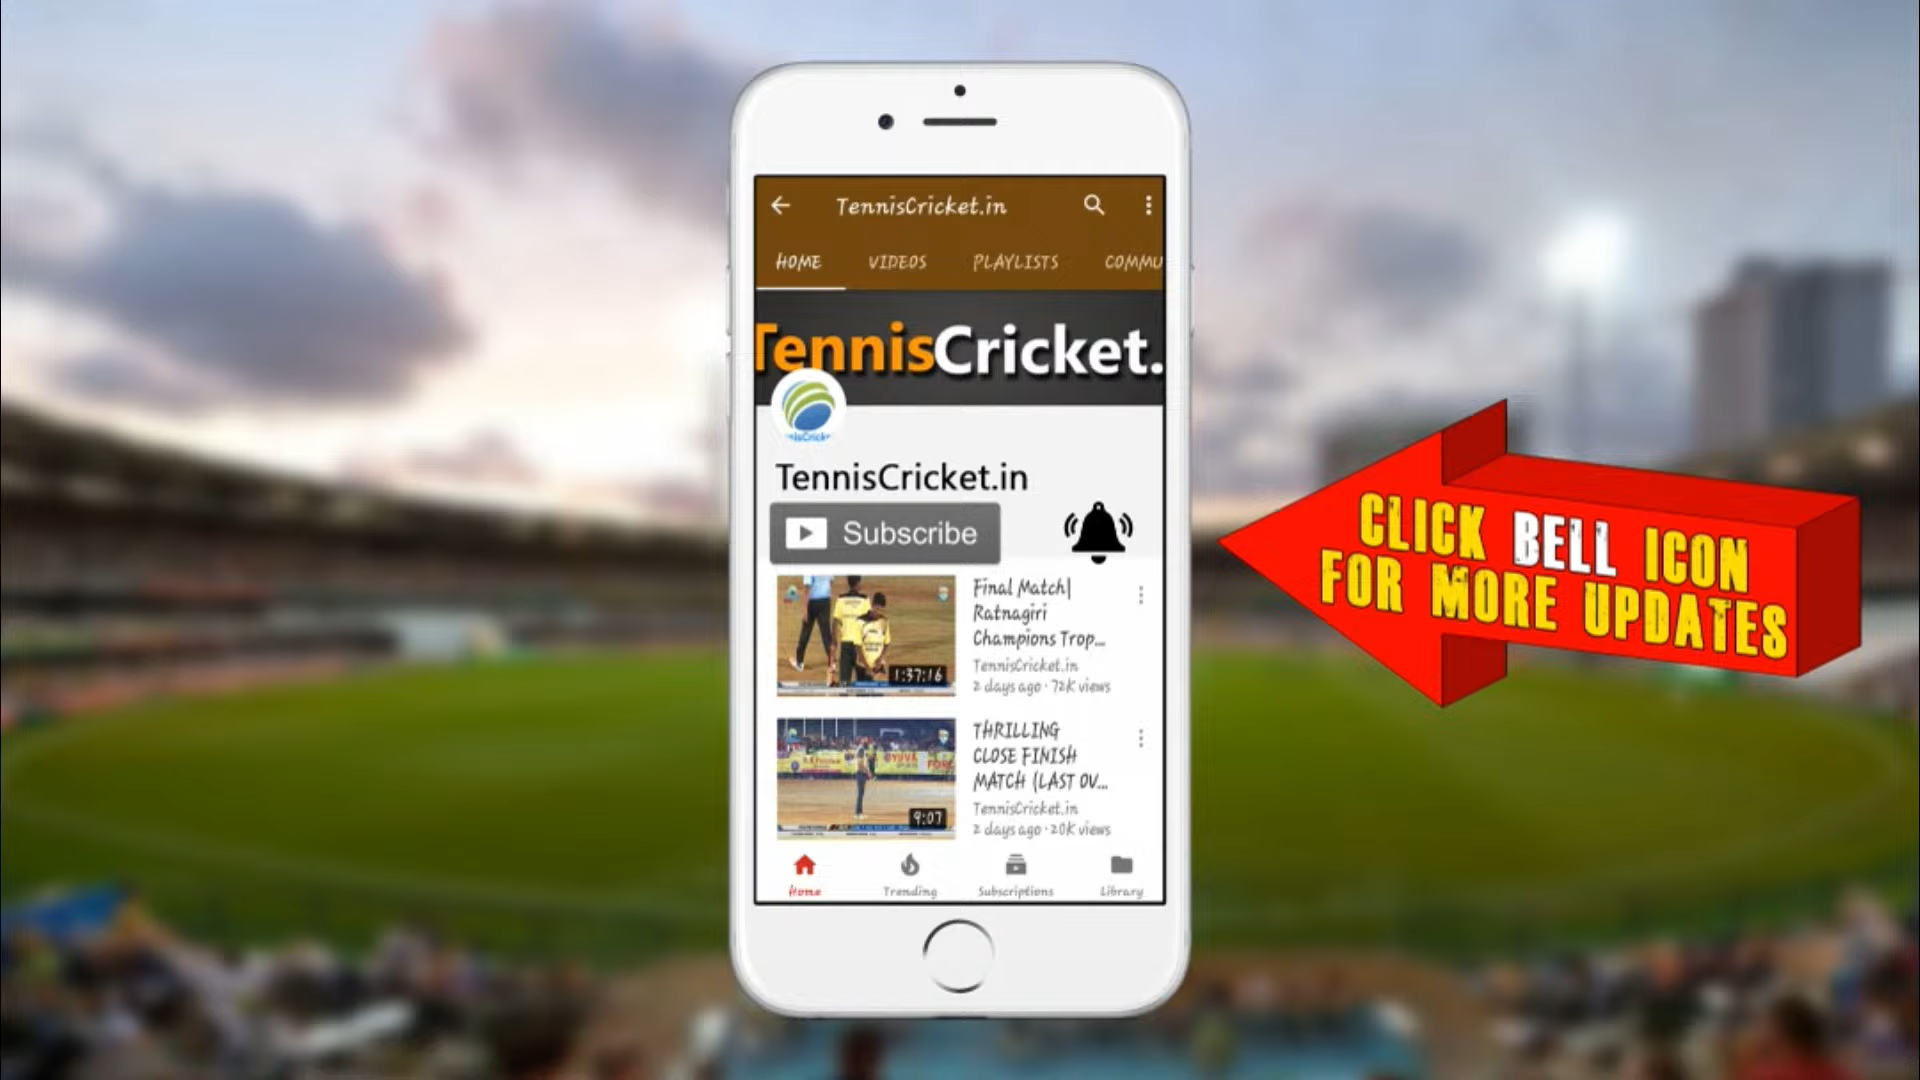 TennisCricket.in
HOME VIDEOS PLAYLISTS COMMU
TennisCricket.
TennisCricket.in
Subscribe
CLICK BELL ICON
FOR MORE UPDATES
Final Match|
Ratnagiri
Champions Trop...
TennisCricket.in
2 days ago · 72K views
1:37:16
THRILLING
CLOSE FINISH
MATCH (LAST OV...
TennisCricket.in
2 days ago · 20K views
9:07
Home Trending Subscriptions Library